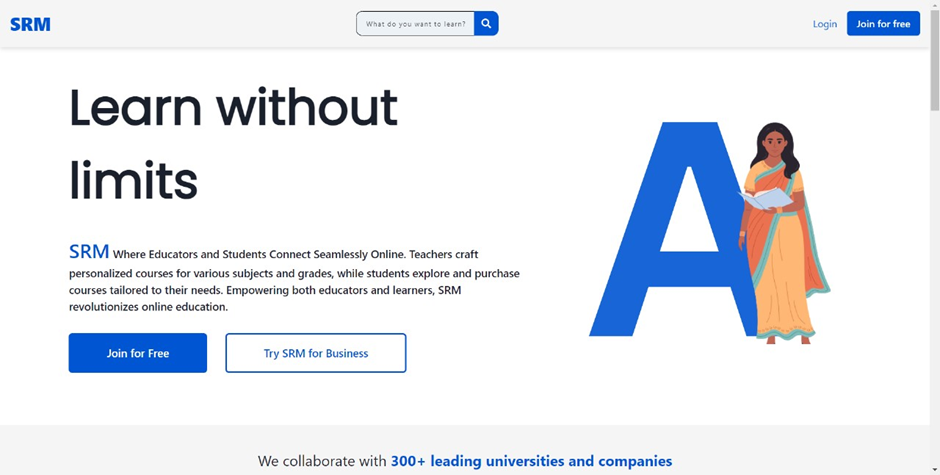 SRM
What do you want to learn?
Login
Join for free
Learn without
limits
SRM Where Educators and Students Connect Seamlessly Online. Teachers craft
personalized courses for various subjects and grades, while students explore and purchase
courses tailored to their needs. Empowering both educators and learners, SRM
revolutionizes online education.
Join for Free
Try SRM for Business
A
We collaborate with 300+ leading universities and companies